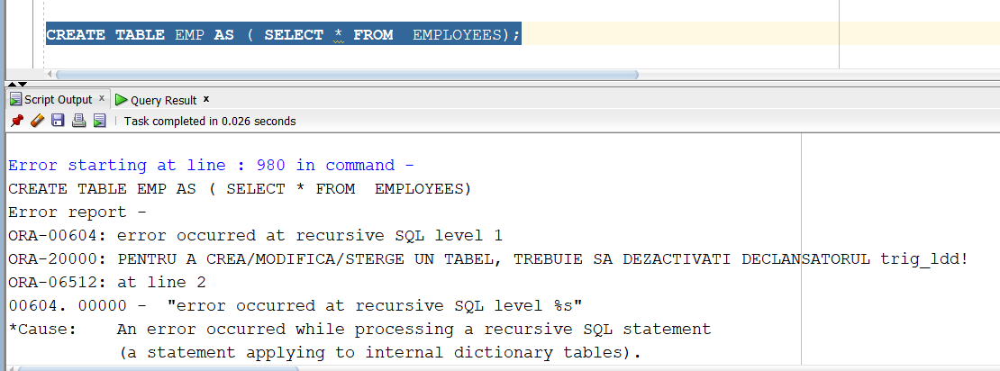 CREATE TABLE EMP AS ( SELECT * FROM  EMPLOYEES);
Script Output x Query Result x
Task completed in 0.026 seconds
Error starting at line : 980 in command -
CREATE TABLE EMP AS ( SELECT * FROM  EMPLOYEES)
Error report -
ORA-00604: error occurred at recursive SQL level 1
ORA-20000: PENTRU A CREA/MODIFICA/STERGE UN TABEL, TREBUIE SA DEZACTIVATI DECLANSATORUL trig_ldd!
ORA-06512: at line 2
00604. 00000 -  "error occurred at recursive SQL level %s"
*Cause:    An error occurred while processing a recursive SQL statement
(a statement applying to internal dictionary tables).